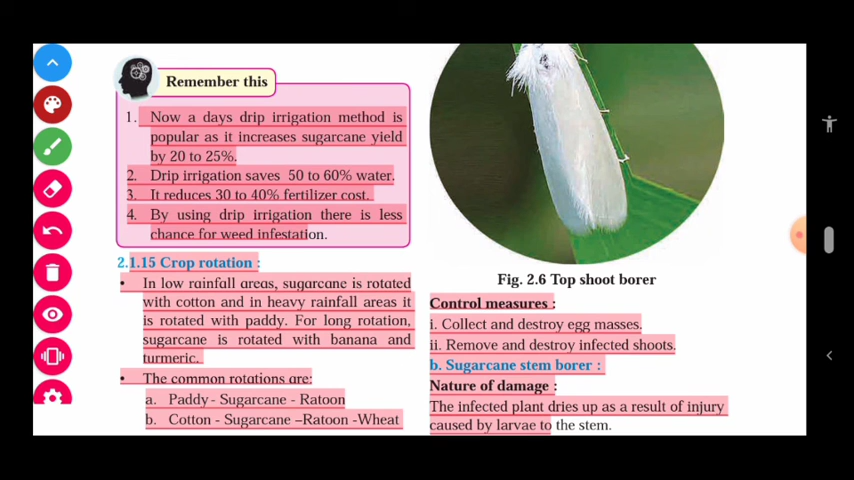 Remember this
1. Now a days drip irrigation method is
popular as it increases sugarcane yield
by 20 to 25%.
2. Drip irrigation saves 50 to 60% water.
3. It reduces 30 to 40% fertilizer cost.
4. By using drip irrigation there is less
chance for weed infestation.
2.1.15 Crop rotation :
• In low rainfall areas, sugarcane is rotated
with cotton and in heavy rainfall areas it
is rotated with paddy. For long rotation,
sugarcane is rotated with banana and
turmeric.
• The common rotations are:
a. Paddy - Sugarcane - Ratoon
b. Cotton - Sugarcane –Ratoon -Wheat
Fig. 2.6 Top shoot borer
Control measures :
i. Collect and destroy egg masses.
ii. Remove and destroy infected shoots.
b. Sugarcane stem borer :
Nature of damage :
The infected plant dries up as a result of injury
caused by larvae to the stem.